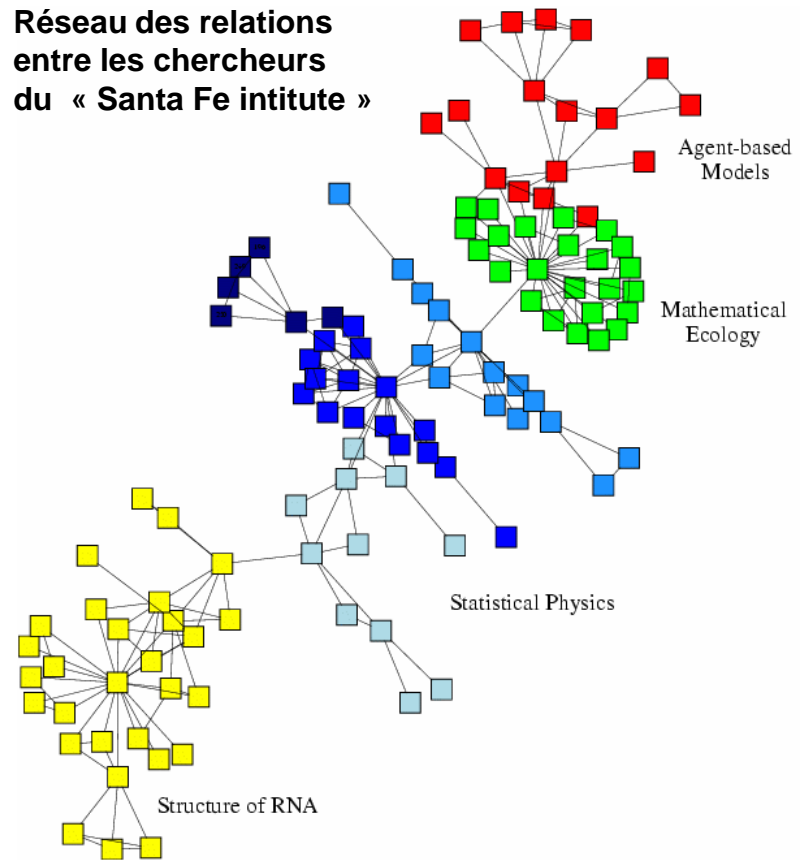 Réseau des relations
entre les chercheurs
du « Santa Fe intitute »
Agent-based
Models
Mathematical
Ecology
Statistical Physics
Structure of RNA